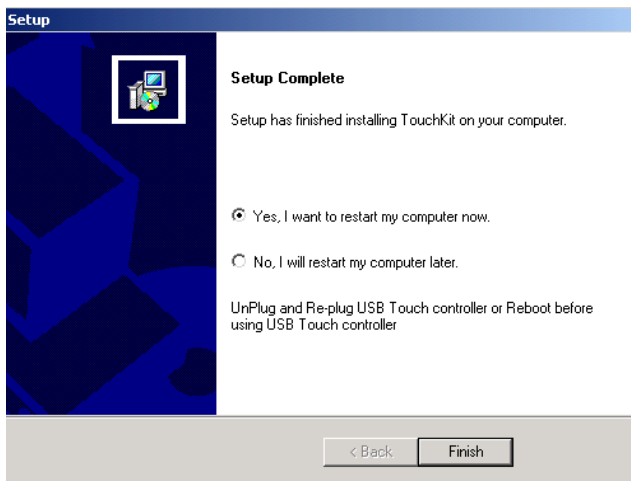 Setup
Setup Complete
Setup has finished installing TouchKit on your computer.
Yes, I want to restart my computer now.
No, I will restart my computer later.
UnPlug and Re-plug USB Touch controller or Reboot before
using USB Touch controller
< Back
Finish